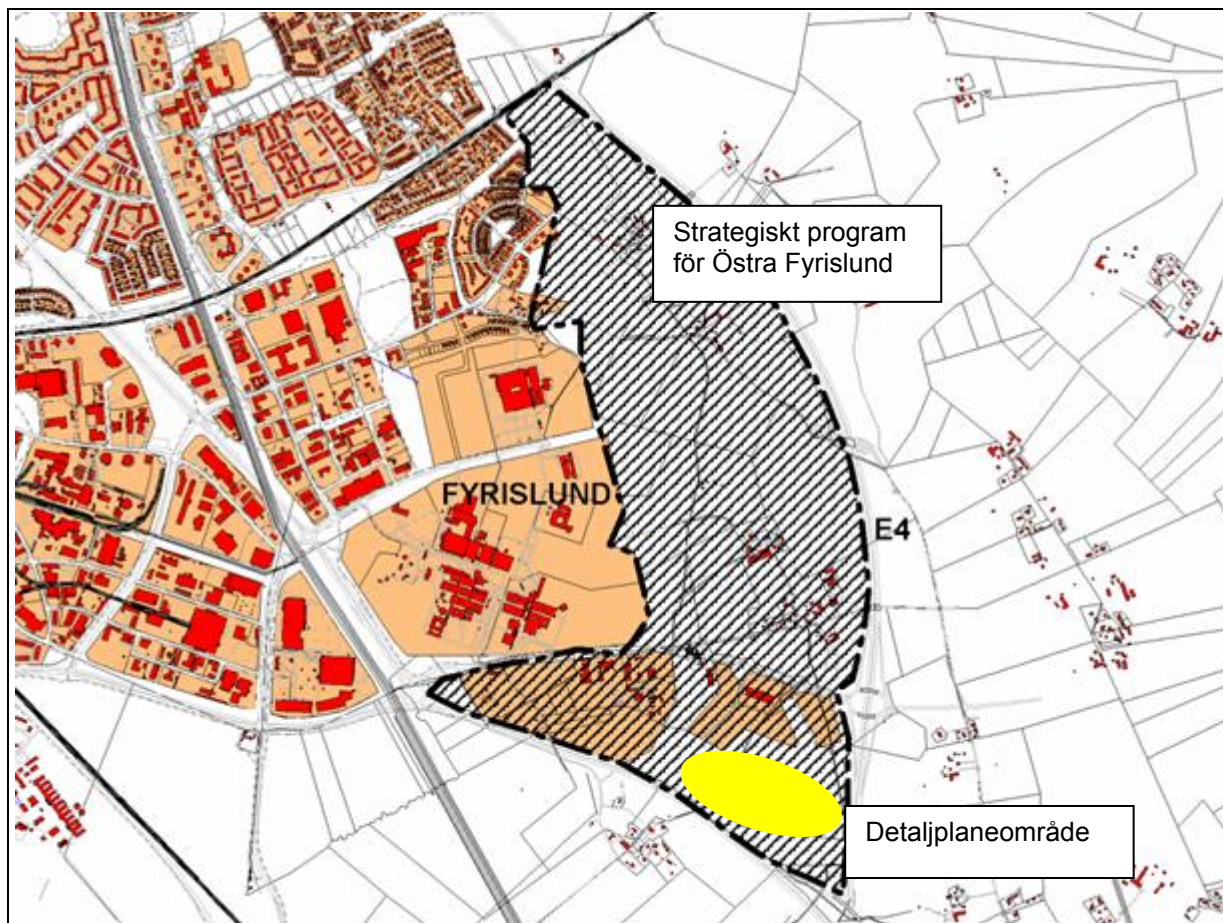 Strategiskt program
för Östra Fyrislund
FYRISLUND
E4
Detaljplaneområde